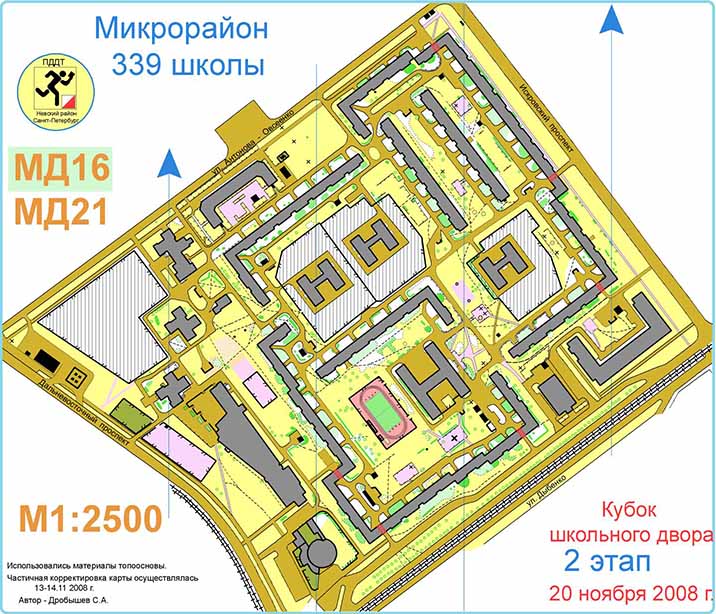 Микрорайон
339 школы
ПДДТ
Невский район
Санкт-Петербург
МД16
МД21
ул. Антонова - Овсеенко
Искровский проспект
Дальневосточный проспект
ул. Дыбенко
М1:2500
Использовались материалы топоосновы.
Частичная корректировка карты осуществлялась
13-14.11 2008 г.
Автор - Дробышев С.А.
Кубок
школьного двора
2 этап
20 ноября 2008 г.